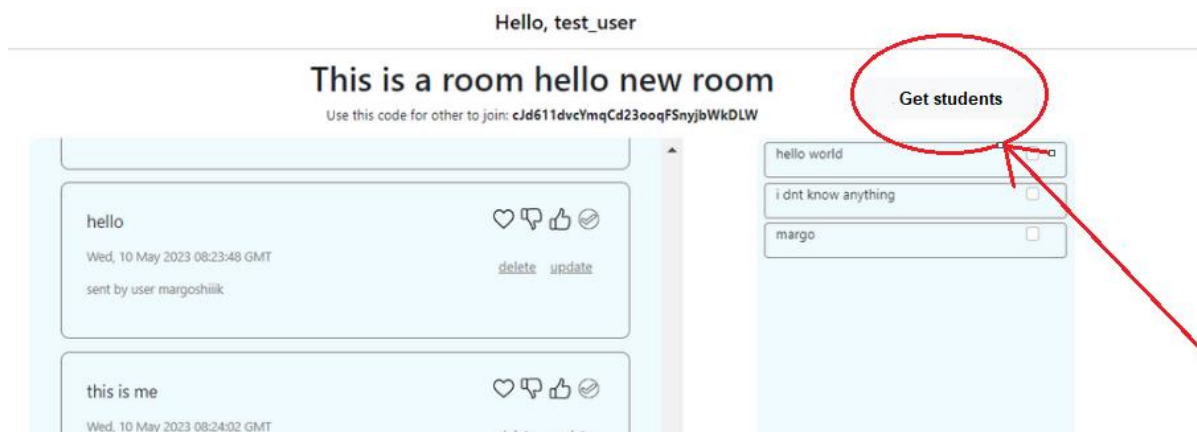 Hello, test_user
This is a room hello new room
Use this code for other to join: cJd611dvcYmqCd23ooqFSnyjbWkDLW
Get students
hello
Wed, 10 May 2023 08:23:48 GMT
sent by user margoshiiik
delete update
this is me
Wed, 10 May 2023 08:24:02 GMT
hello world
i dnt know anything
margo